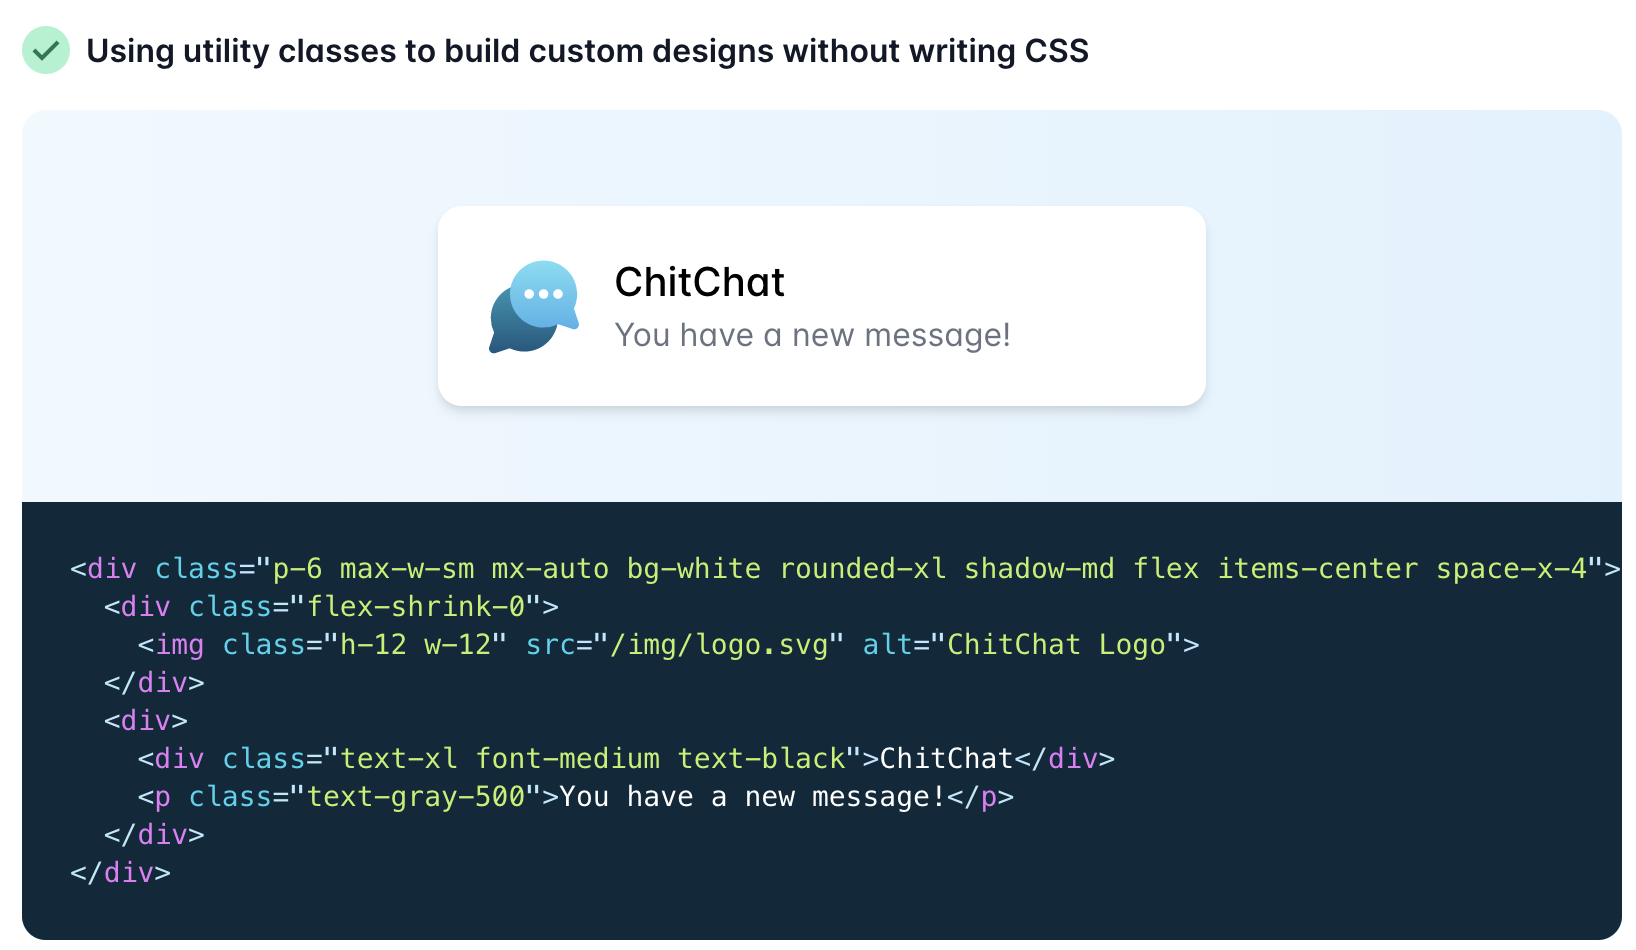 Using utility classes to build custom designs without writing CSS
ChitChat
You have a new message!
<div class="p-6 max-w-sm mx-auto bg-white rounded-xl shadow-md flex items-center space-x-4">
  <div class="flex-shrink-0">
    <img class="h-12 w-12" src="/img/logo.svg" alt="ChitChat Logo">
  </div>
  <div>
    <div class="text-xl font-medium text-black">ChitChat</div>
    <p class="text-gray-500">You have a new message!</p>
  </div>
</div>